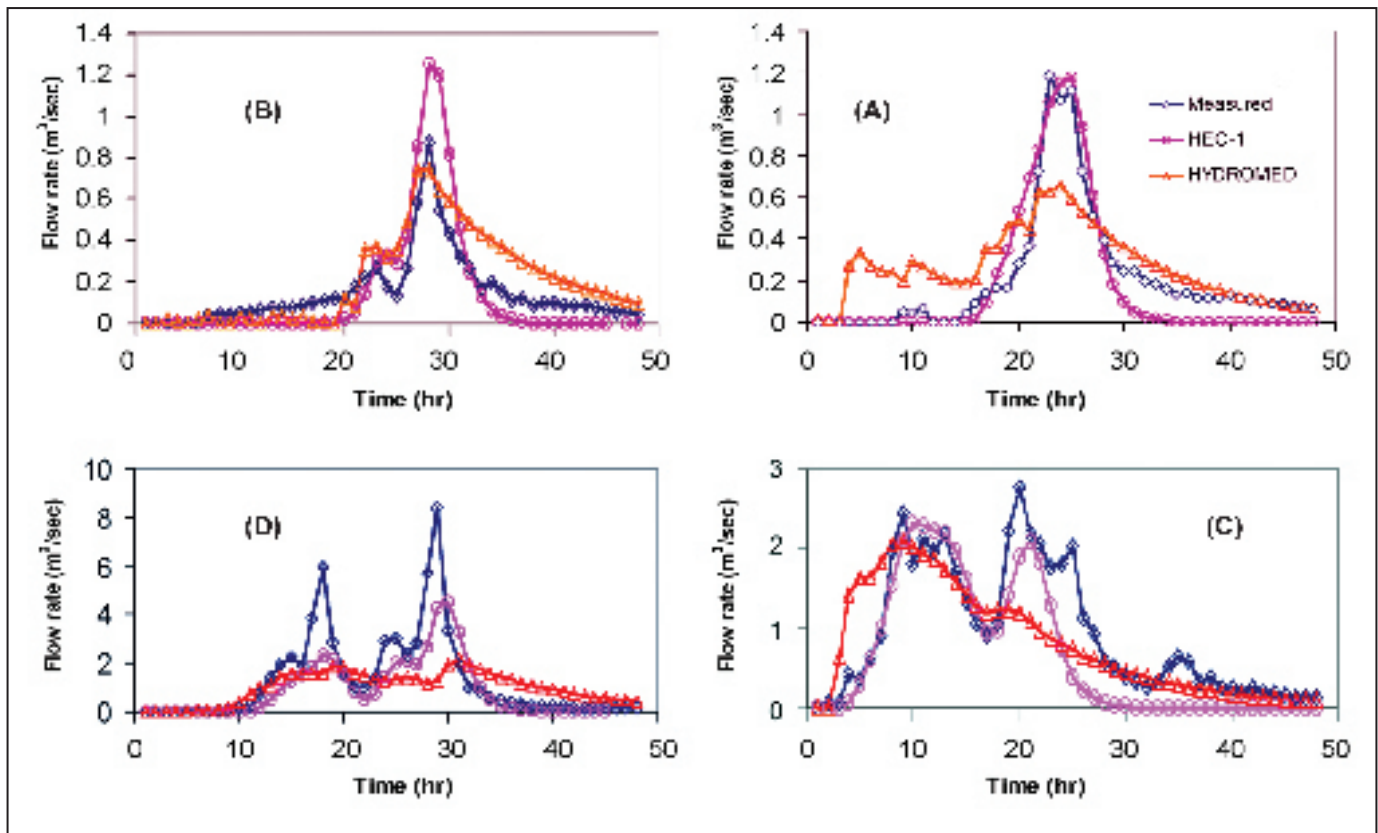 1.4
1.2
1
0.8
0.6
0.4
0.2
0
Flow rate (m³/sec)
(B)
0 10 20 30 40 50
Time (hr)
1.4
1.2
1
0.8
0.6
0.4
0.2
0
Flow rate (m³/sec)
(A)
Measured
HEC-1
HYDROMED
0 10 20 30 40 50
Time (hr)
10
8
6
4
2
0
Flow rate (m³/sec)
(D)
0 10 20 30 40 50
Time (hr)
3
2
1
0
Flow rate (m³/sec)
(C)
0 10 20 30 40 50
Time (hr)